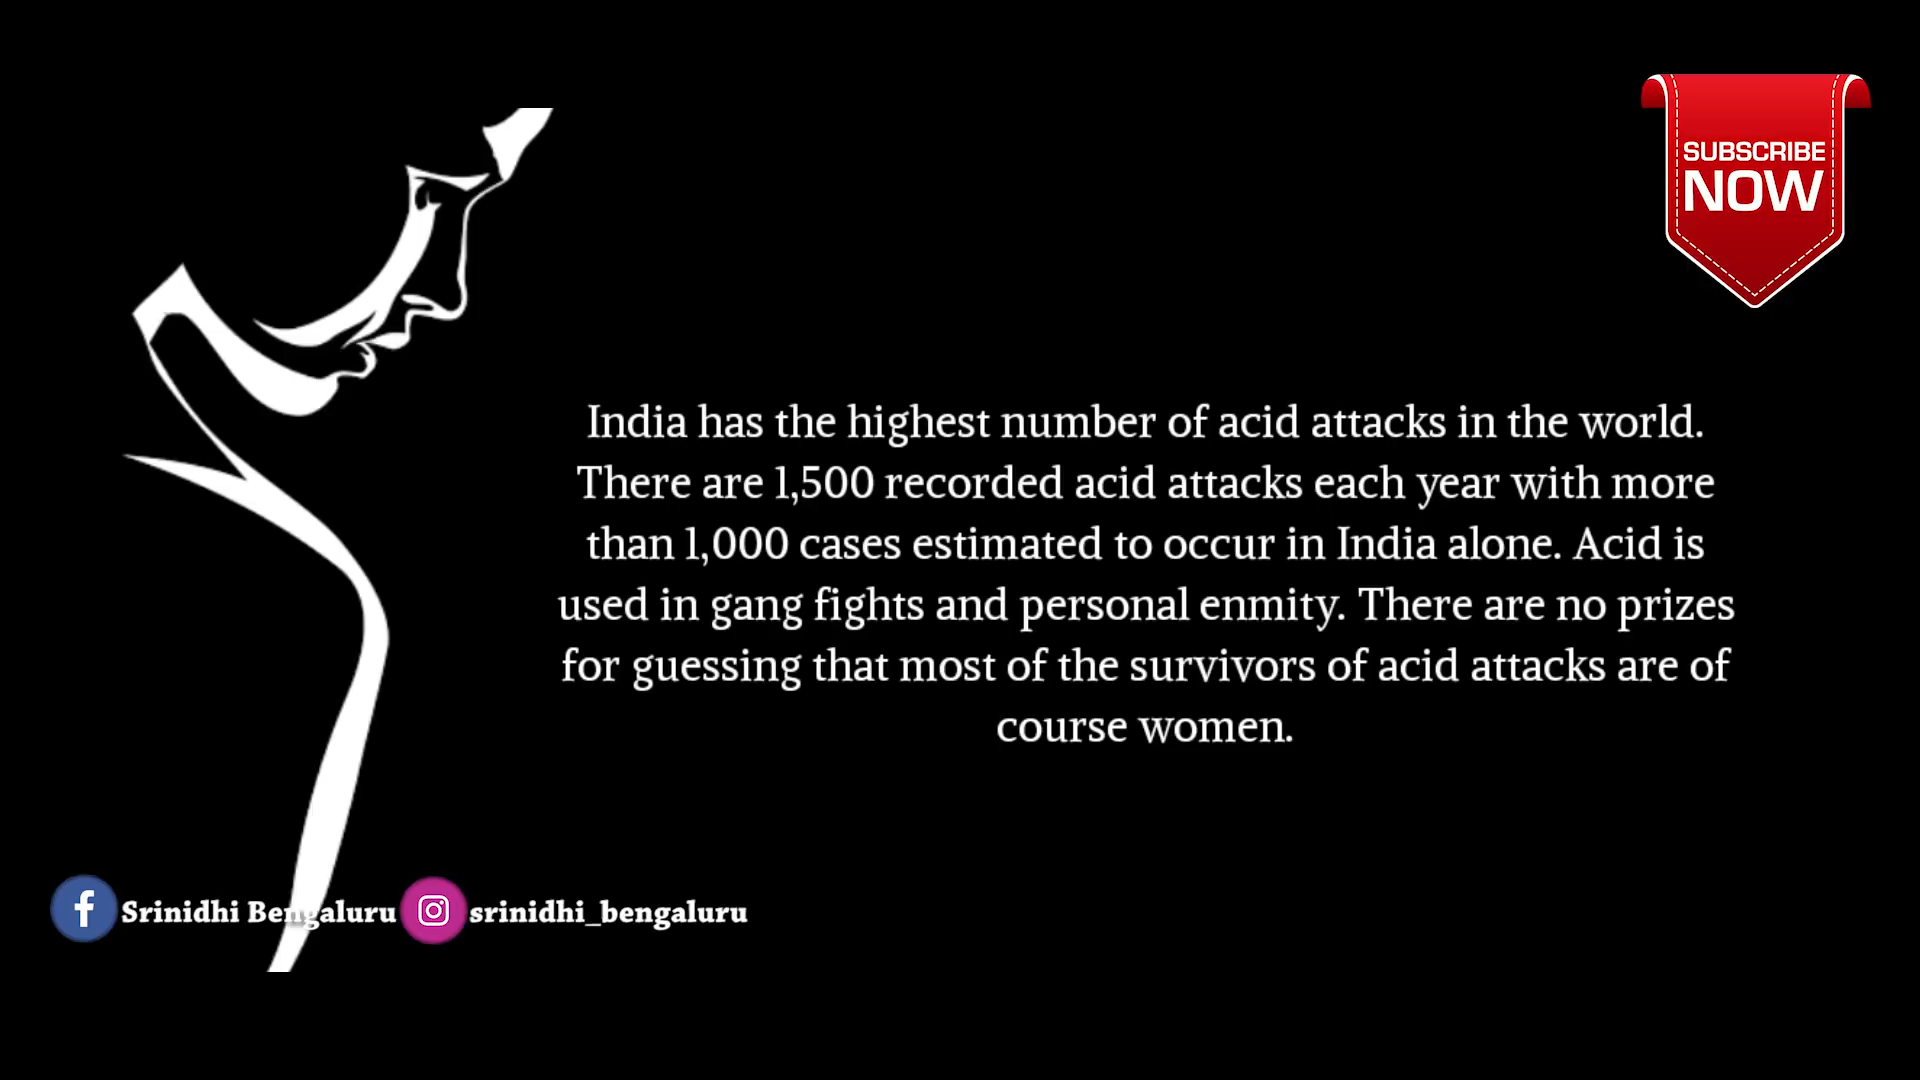 SUBSCRIBE
NOW
India has the highest number of acid attacks in the world.
There are 1,500 recorded acid attacks each year with more
than 1,000 cases estimated to occur in India alone. Acid is
used in gang fights and personal enmity. There are no prizes
for guessing that most of the survivors of acid attacks are of
course women.
f Srinidhi Bengaluru srinidhi_bengaluru